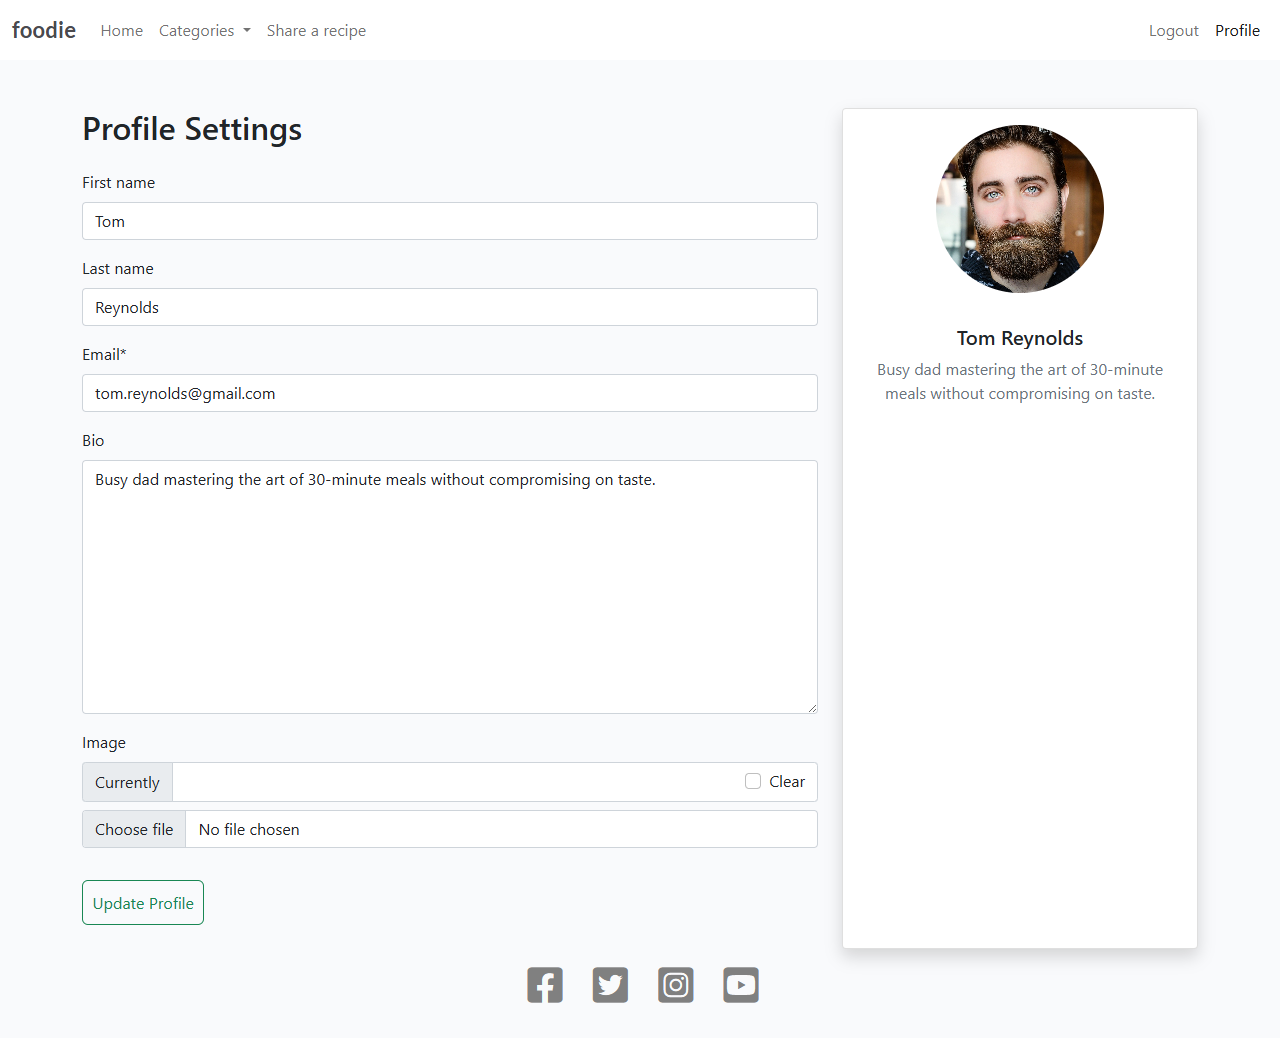 foodie Home Categories Share a recipe Logout Profile
Profile Settings
First name
Tom
Last name
Reynolds
Email*
tom.reynolds@gmail.com
Bio
Busy dad mastering the art of 30-minute meals without compromising on taste.
Image
Currently Clear
Choose file No file chosen
Update Profile
Tom Reynolds
Busy dad mastering the art of 30-minute
meals without compromising on taste.